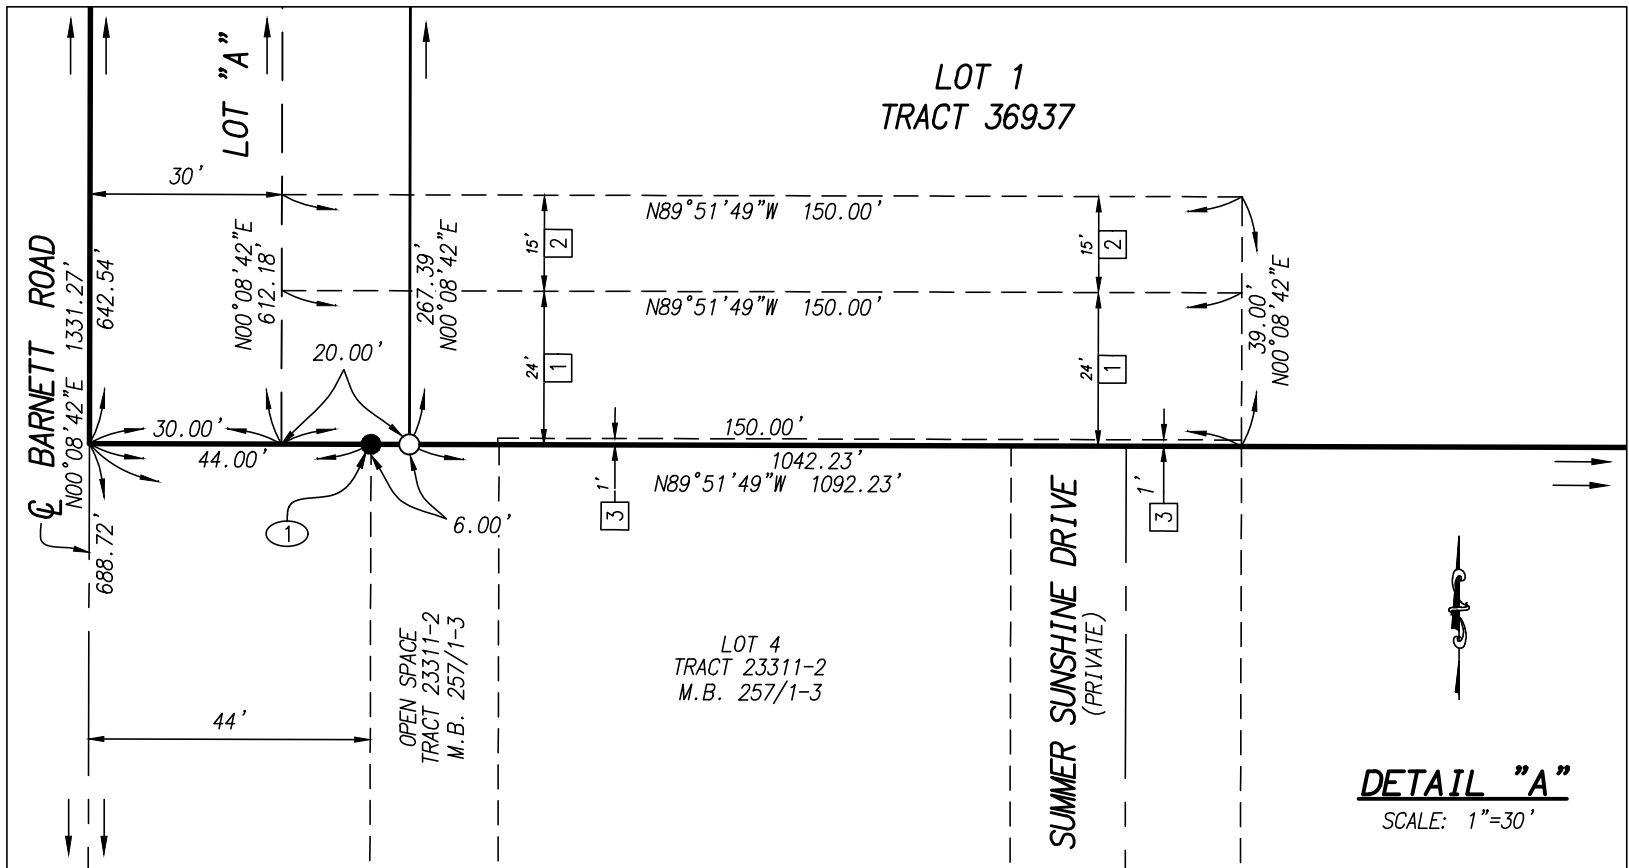 LOT 1
TRACT 36937
LOT "A"
30'
N89°51'49"W 150.00'
15'
2
15'
2
N89°51'49"W 150.00'
24'
1
24'
1
39.00'
N00°08'42"E
℄ BARNETT ROAD
N00°08'42"E 1331.27'
642.54'
N00°08'42"E
612.18'
267.39'
N00°08'42"E
20.00'
30.00'
44.00'
150.00'
1042.23'
N89°51'49"W 1092.23'
1
6.00'
1'
3
1'
3
688.72'
OPEN SPACE
TRACT 23311-2
M.B. 257/1-3
LOT 4
TRACT 23311-2
M.B. 257/1-3
SUMMER SUNSHINE DRIVE
(PRIVATE)
44'
DETAIL "A"
SCALE: 1"=30'